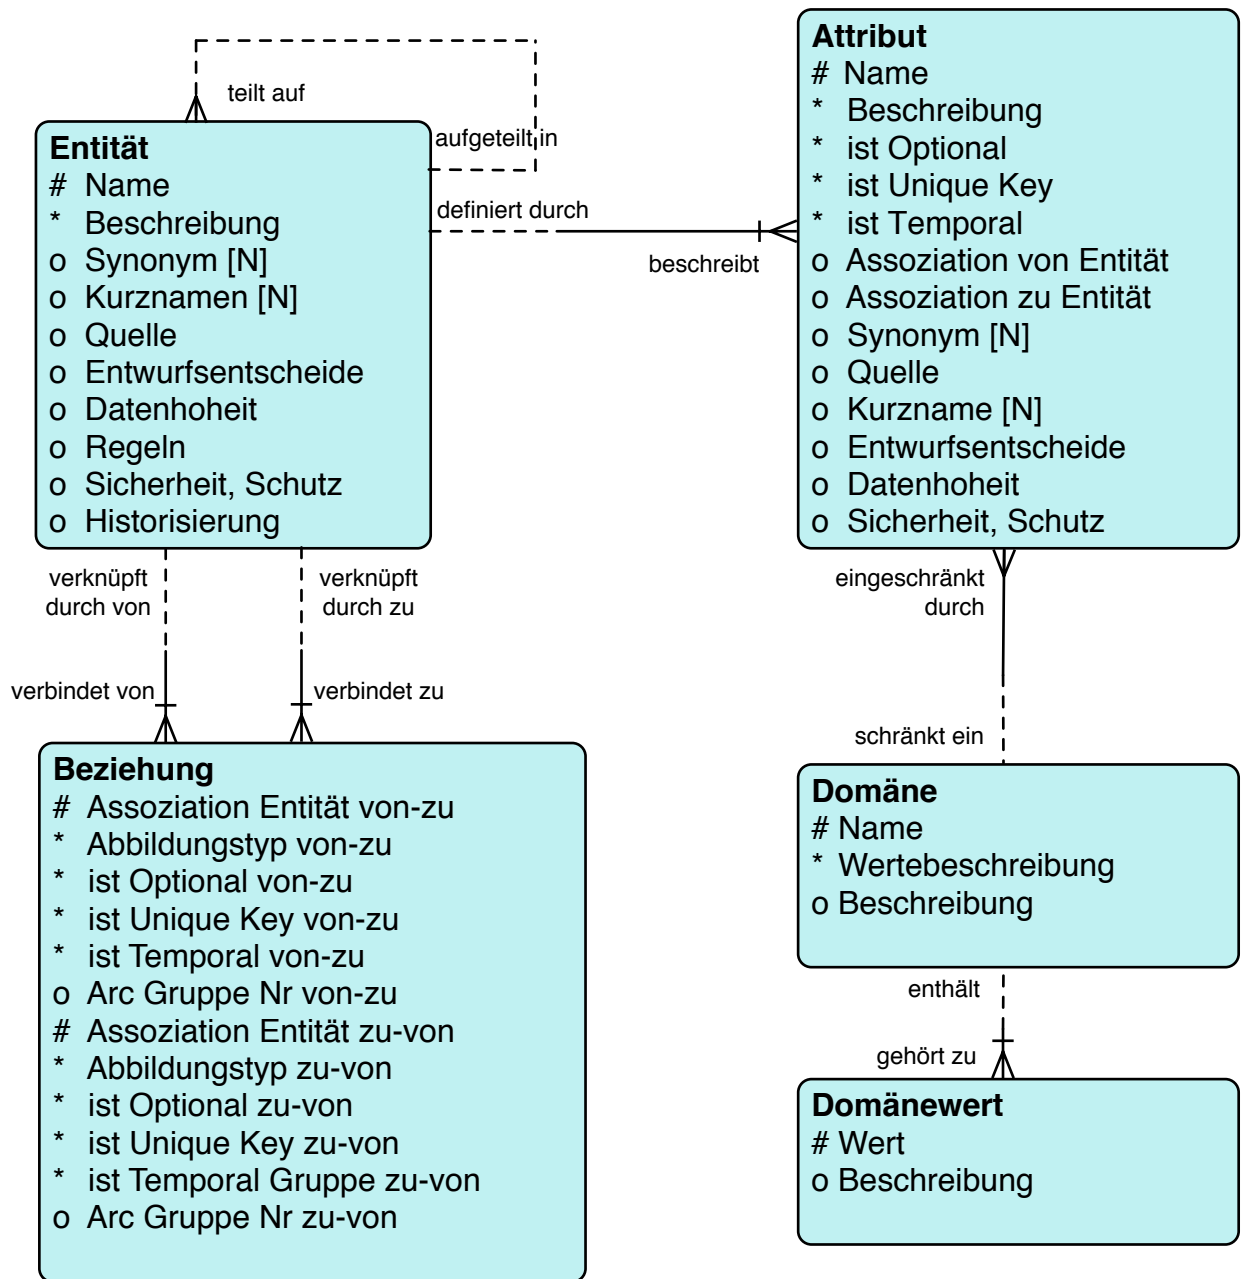 teilt auf
aufgeteilt in
Entität
# Name
* Beschreibung
o Synonym [N]
o Kurznamen [N]
o Quelle
o Entwurfsentscheide
o Datenhoheit
o Regeln
o Sicherheit, Schutz
o Historisierung
definiert durch
beschreibt
Attribut
# Name
* Beschreibung
* ist Optional
* ist Unique Key
* ist Temporal
o Assoziation von Entität
o Assoziation zu Entität
o Synonym [N]
o Quelle
o Kurzname [N]
o Entwurfsentscheide
o Datenhoheit
o Sicherheit, Schutz
verknüpft
durch von
verknüpft
durch zu
verbindet von
verbindet zu
eingeschränkt
durch
schränkt ein
Beziehung
# Assoziation Entität von-zu
* Abbildungstyp von-zu
* ist Optional von-zu
* ist Unique Key von-zu
* ist Temporal von-zu
o Arc Gruppe Nr von-zu
# Assoziation Entität zu-von
* Abbildungstyp zu-von
* ist Optional zu-von
* ist Unique Key zu-von
* ist Temporal Gruppe zu-von
o Arc Gruppe Nr zu-von
Domäne
# Name
* Wertebeschreibung
o Beschreibung
enthält
gehört zu
Domänewert
# Wert
o Beschreibung